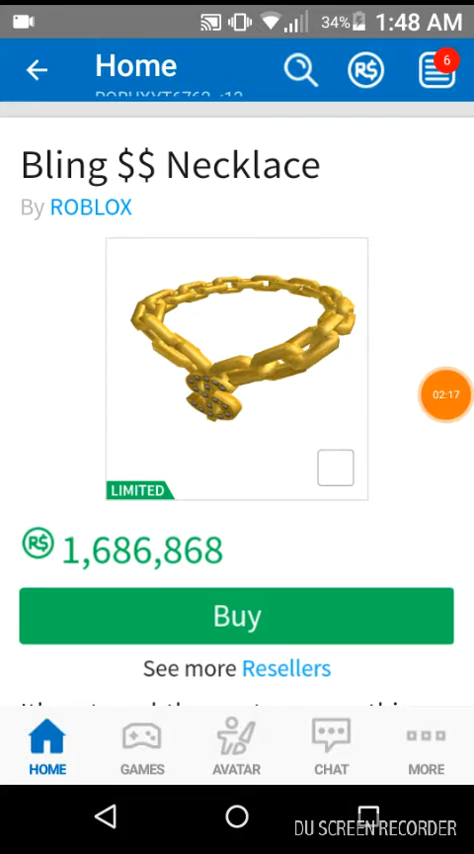 34% 1:48 AM
Home
R$
6
Bling $$ Necklace
By ROBLOX
02:17
LIMITED
R$ 1,686,868
Buy
See more Resellers
HOME GAMES AVATAR CHAT MORE
DU SCREEN RECORDER